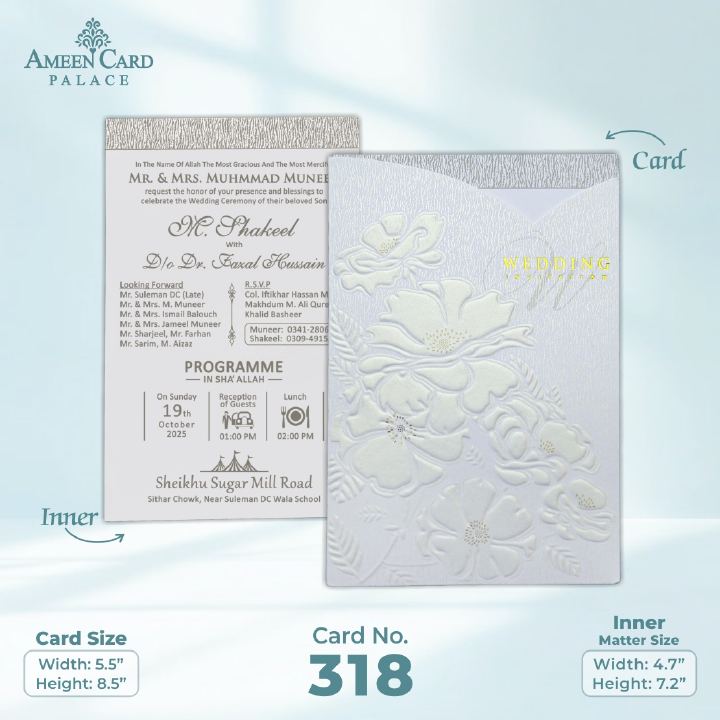 AMEEN CARD
PALACE
Card
In The Name Of Allah The Most Gracious And The Most
MR. & MRS. MUHMMAD
request the honor of your presence and blessings to
celebrate the Wedding Ceremony of their beloved Son
M. Shakeel
With
D/o Dr. Fazal Hussain
Looking Forward
Mr. Suleman DC (Late)
Mr. & Mrs. M. Muneer
Mr. & Mrs. Ismail Balouch
Mr. & Mrs. Jameel Muneer
Mr. Sharjeel, Mr. Farhan
Mr. Sarim, M. Aizaz
R.S.V.P
Col. Iftikhar Hassan M
Makhdum M. Ali Qure
Khalid Basheer
Muneer: 0341-2806
Shakeel: 0309-4915
PROGRAMME
IN SHA'ALLAH
On Sunday
19th
October
2025
Reception
of Guests
01:00 PM
Lunch
02:00 PM
Sheikhu Sugar Mill Road
Sithar Chowk, Near Suleman DC Wala School
WEDDING
Inner
Card Size
Width: 5.5”
Height: 8.5”
Card No.
318
Inner
Matter Size
Width: 4.7”
Height: 7.2”